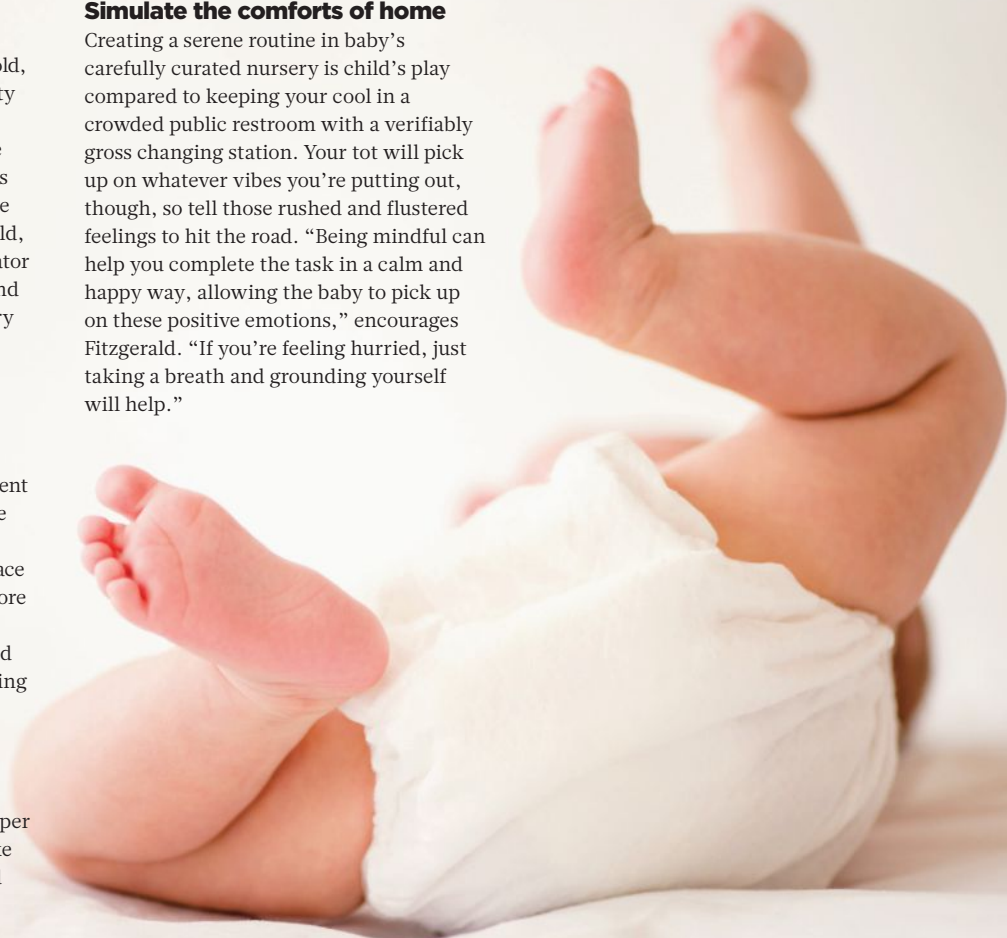 Simulate the comforts of home
Creating a serene routine in baby’s
carefully curated nursery is child’s play
compared to keeping your cool in a
crowded public restroom with a verifiably
gross changing station. Your tot will pick
up on whatever vibes you’re putting out,
though, so tell those rushed and flustered
feelings to hit the road. “Being mindful can
help you complete the task in a calm and
happy way, allowing the baby to pick up
on these positive emotions,” encourages
Fitzgerald. “If you’re feeling hurried, just
taking a breath and grounding yourself
will help.”